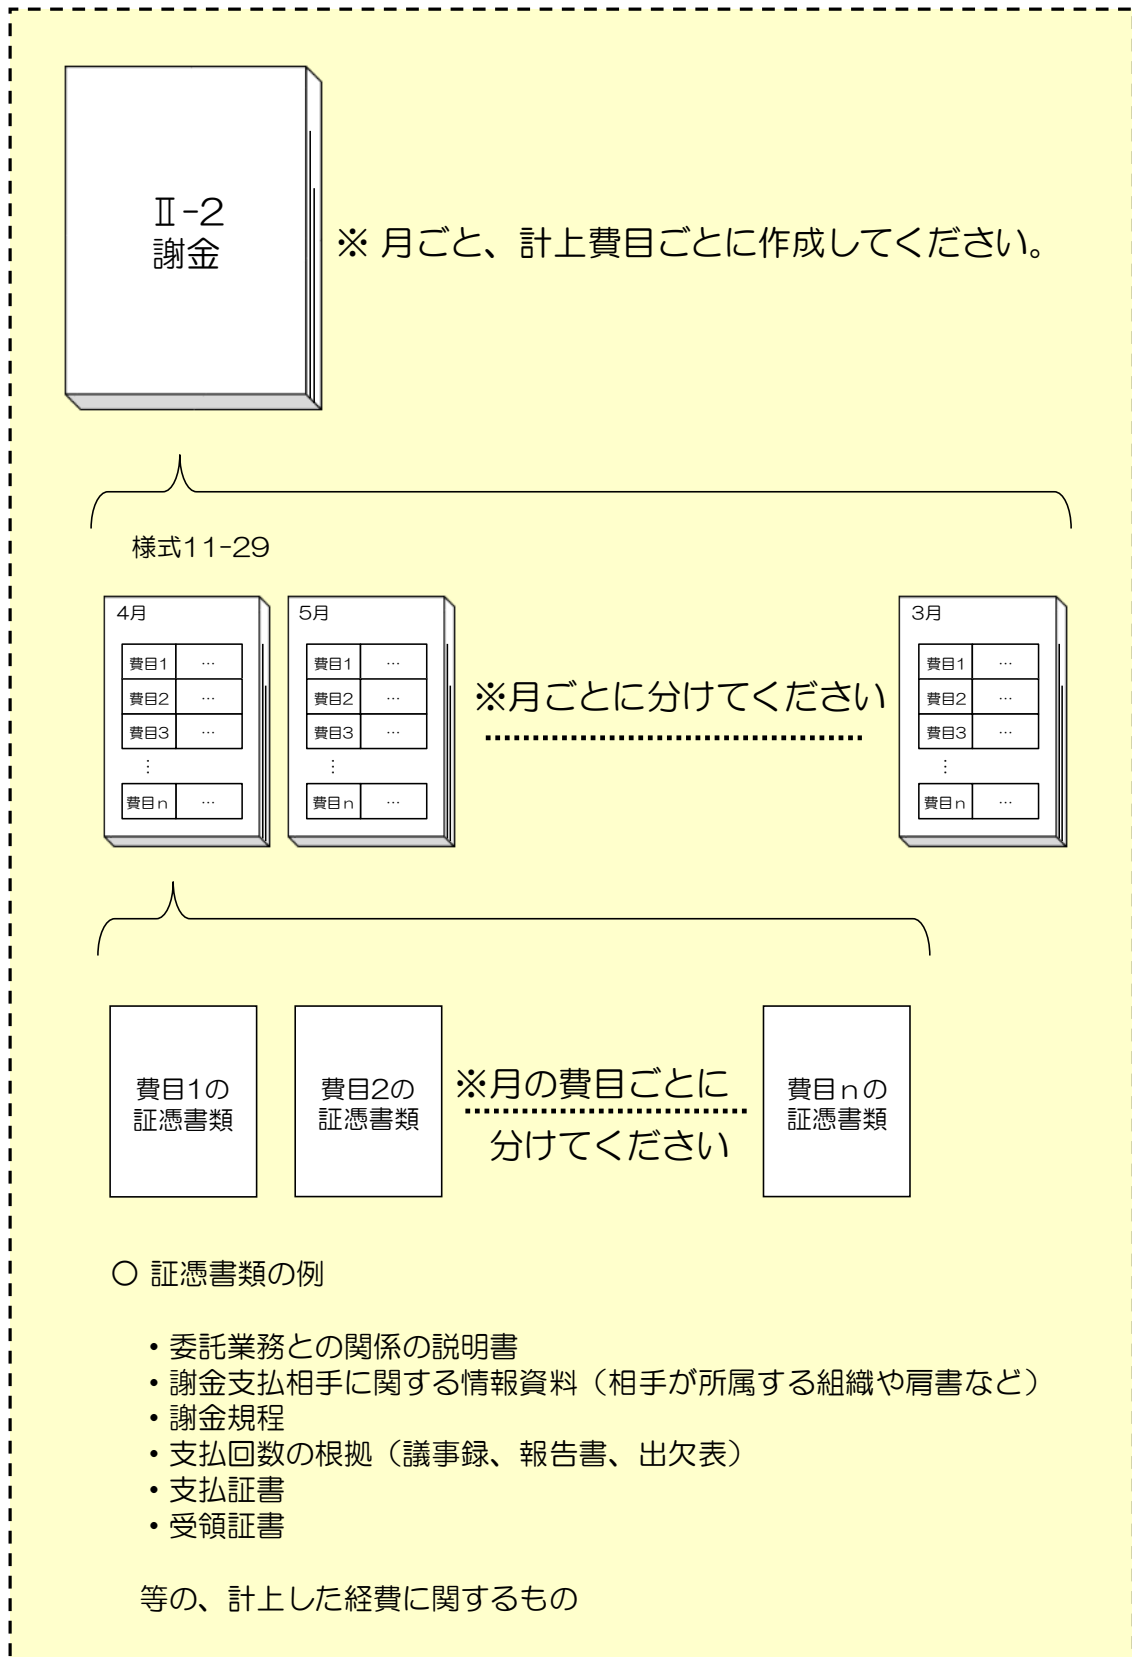 Ⅱ-2
謝金
※ 月ごと、計上費目ごとに作成してください。
様式11-29
4月
費目1 …
費目2 …
費目3 …
⋮
費目n …
5月
費目1 …
費目2 …
費目3 …
⋮
費目n …
※月ごとに分けてください
3月
費目1 …
費目2 …
費目3 …
⋮
費目n …
費目1の
証憑書類
費目2の
証憑書類
※月の費目ごとに
分けてください
費目nの
証憑書類
○ 証憑書類の例
・委託業務との関係の説明書
・謝金支払相手に関する情報資料（相手が所属する組織や肩書など）
・謝金規程
・支払回数の根拠（議事録、報告書、出欠表）
・支払証書
・受領証書
等の、計上した経費に関するもの